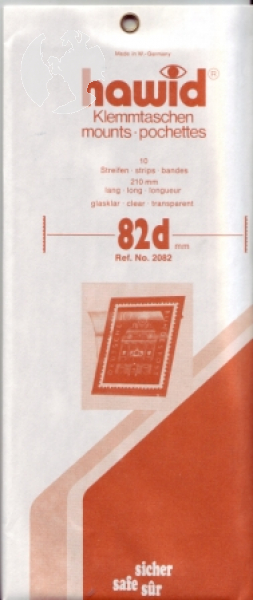 Made in W.-Germany
hawid®
Klemmtaschen
mounts · pochettes
10
Streifen · strips · bandes
210 mm
lang · long · longueur
glasklar · clear · transparent
82d mm
Ref. No. 2082
sicher
safe sûr